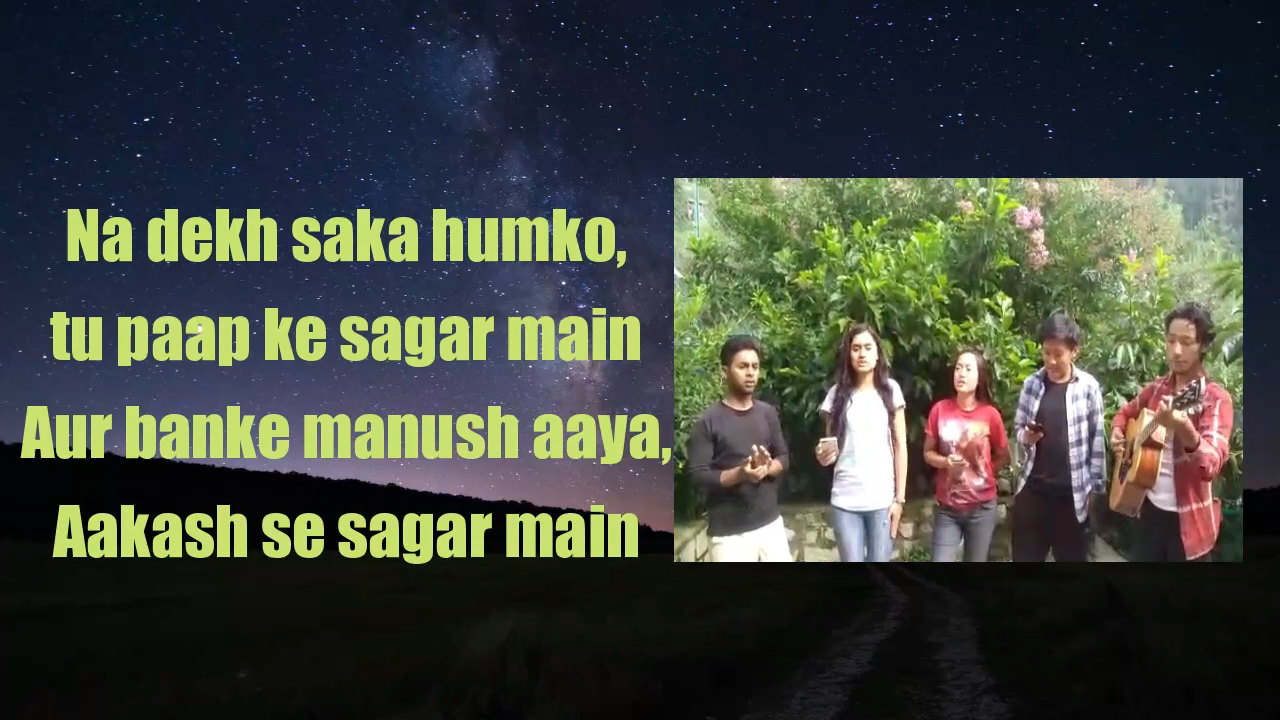 Na dekh saka humko,
tu paap ke sagar main
Aur banke manush aaya,
Aakash se sagar main